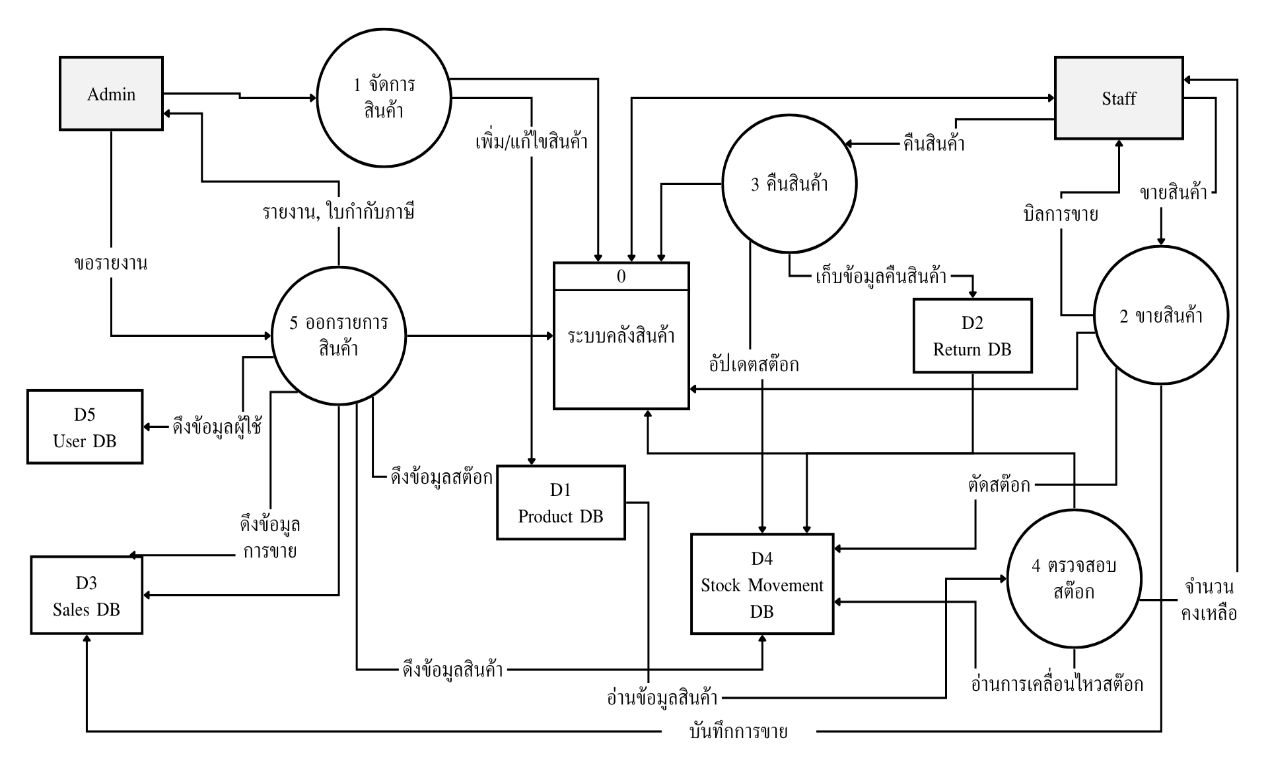 Admin
1 จัดการ
สินค้า
Staff
เพิ่ม/แก้ไขสินค้า
คืนสินค้า
3 คืนสินค้า
ขายสินค้า
บิลการขาย
รายงาน, ใบกำกับภาษี
ขอรายงาน
0
ระบบคลังสินค้า
เก็บข้อมูลคืนสินค้า
5 ออกรายการ
สินค้า
2 ขายสินค้า
D2
Return DB
อัปเดตสต๊อก
D5
User DB
ดึงข้อมูลผู้ใช้
ดึงข้อมูลสต๊อก
D1
Product DB
ตัดสต๊อก
ดึงข้อมูล
การขาย
D3
Sales DB
D4
Stock Movement
DB
4 ตรวจสอบ
สต๊อก
จำนวน
คงเหลือ
ดึงข้อมูลสินค้า
อ่านข้อมูลสินค้า
อ่านการเคลื่อนไหวสต๊อก
บันทึกการขาย